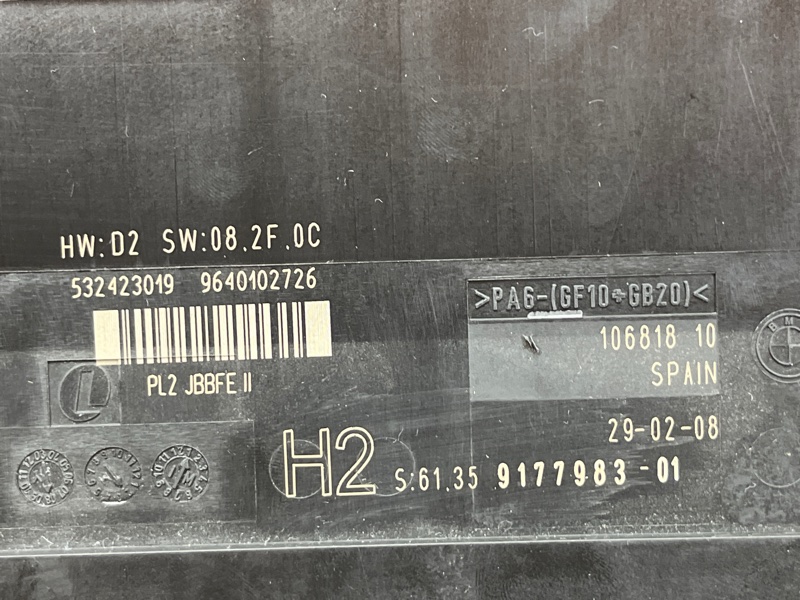 HW:D2 SW:08.2F.0C
532423019 9640102726
>PA6-(GF10+GB20)<
106818 10
PL2 JBBFE II
SPAIN
29-02-08
H2
S:61.35 9177983-01